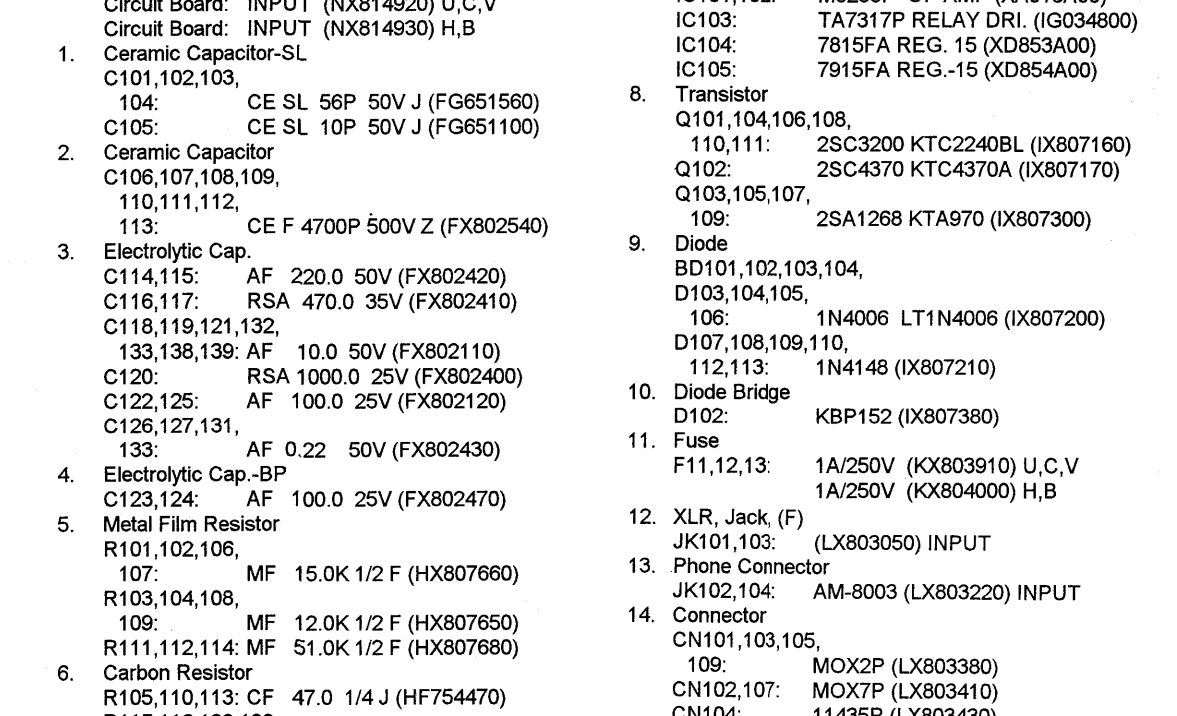 Circuit Board: INPUT (NX814920) U,C,V
Circuit Board: INPUT (NX814930) H,B
1. Ceramic Capacitor-SL
C101,102,103,
104: CE SL 56P 50V J (FG651560)
C105: CE SL 10P 50V J (FG651100)
2. Ceramic Capacitor
C106,107,108,109,
110,111,112,
113: CE F 4700P 500V Z (FX802540)
3. Electrolytic Cap.
C114,115: AF 220.0 50V (FX802420)
C116,117: RSA 470.0 35V (FX802410)
C118,119,121,132,
133,138,139: AF 10.0 50V (FX802110)
C120: RSA 1000.0 25V (FX802400)
C122,125: AF 100.0 25V (FX802120)
C126,127,131,
133: AF 0.22 50V (FX802430)
4. Electrolytic Cap.-BP
C123,124: AF 100.0 25V (FX802470)
5. Metal Film Resistor
R101,102,106,
107: MF 15.0K 1/2 F (HX807660)
R103,104,108,
109: MF 12.0K 1/2 F (HX807650)
R111,112,114: MF 51.0K 1/2 F (HX807680)
6. Carbon Resistor
R105,110,113: CF 47.0 1/4 J (HF754470)
IC103: TA7317P RELAY DRI. (IG034800)
IC104: 7815FA REG. 15 (XD853A00)
IC105: 7915FA REG.-15 (XD854A00)
8. Transistor
Q101,104,106,108,
110,111: 2SC3200 KTC2240BL (IX807160)
Q102: 2SC4370 KTC4370A (IX807170)
Q103,105,107,
109: 2SA1268 KTA970 (IX807300)
9. Diode
BD101,102,103,104,
D103,104,105,
106: 1N4006 LT1N4006 (IX807200)
D107,108,109,110,
112,113: 1N4148 (IX807210)
10. Diode Bridge
D102: KBP152 (IX807380)
11. Fuse
F11,12,13: 1A/250V (KX803910) U,C,V
1A/250V (KX804000) H,B
12. XLR, Jack, (F)
JK101,103: (LX803050) INPUT
13. Phone Connector
JK102,104: AM-8003 (LX803220) INPUT
14. Connector
CN101,103,105,
109: MOX2P (LX803380)
CN102,107: MOX7P (LX803410)
CN104: 11435P (LX803430)